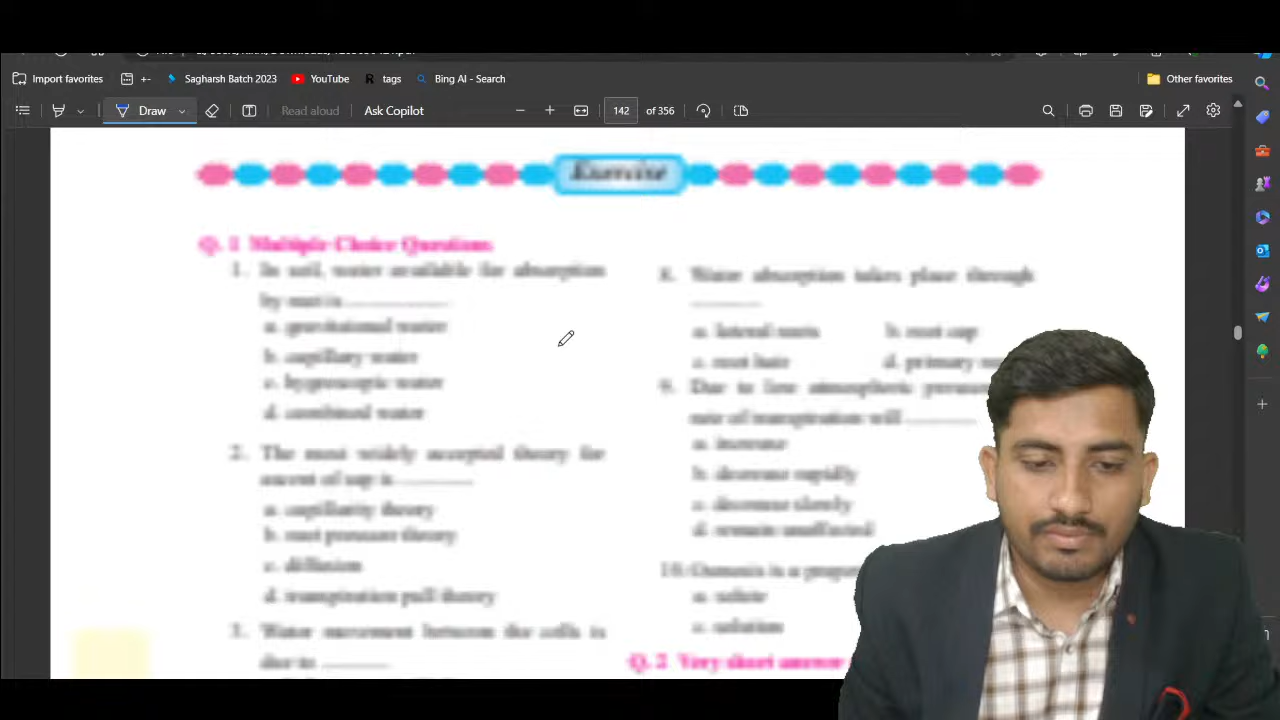 Import favorites
Sagharsh Batch 2023
YouTube
tags
Bing AI - Search
Other favorites
Draw
Read aloud
Ask Copilot
142 of 356
Exercise
Q. 1 Multiple Choice Questions
1. In soil, water available for absorption
by root is
a. gravitational water
b. capillary water
c. hygroscopic water
d. combined water
2. The most widely accepted theory for
ascent of sap is
a. capillarity theory
b. root pressure theory
c. diffusion
d. transpiration pull theory
3. Water movement between the cells is
due to
8. Water absorption takes place through
a. lateral roots b. root cap
c. root hair d. primary
9. Due to low atmospheric
rate of transpiration will
a. increase
b. decrease rapidly
c. decrease slowly
d. remain unaffected
10. Osmosis is a
a. solute
c. solution
Q. 2 Very short answer